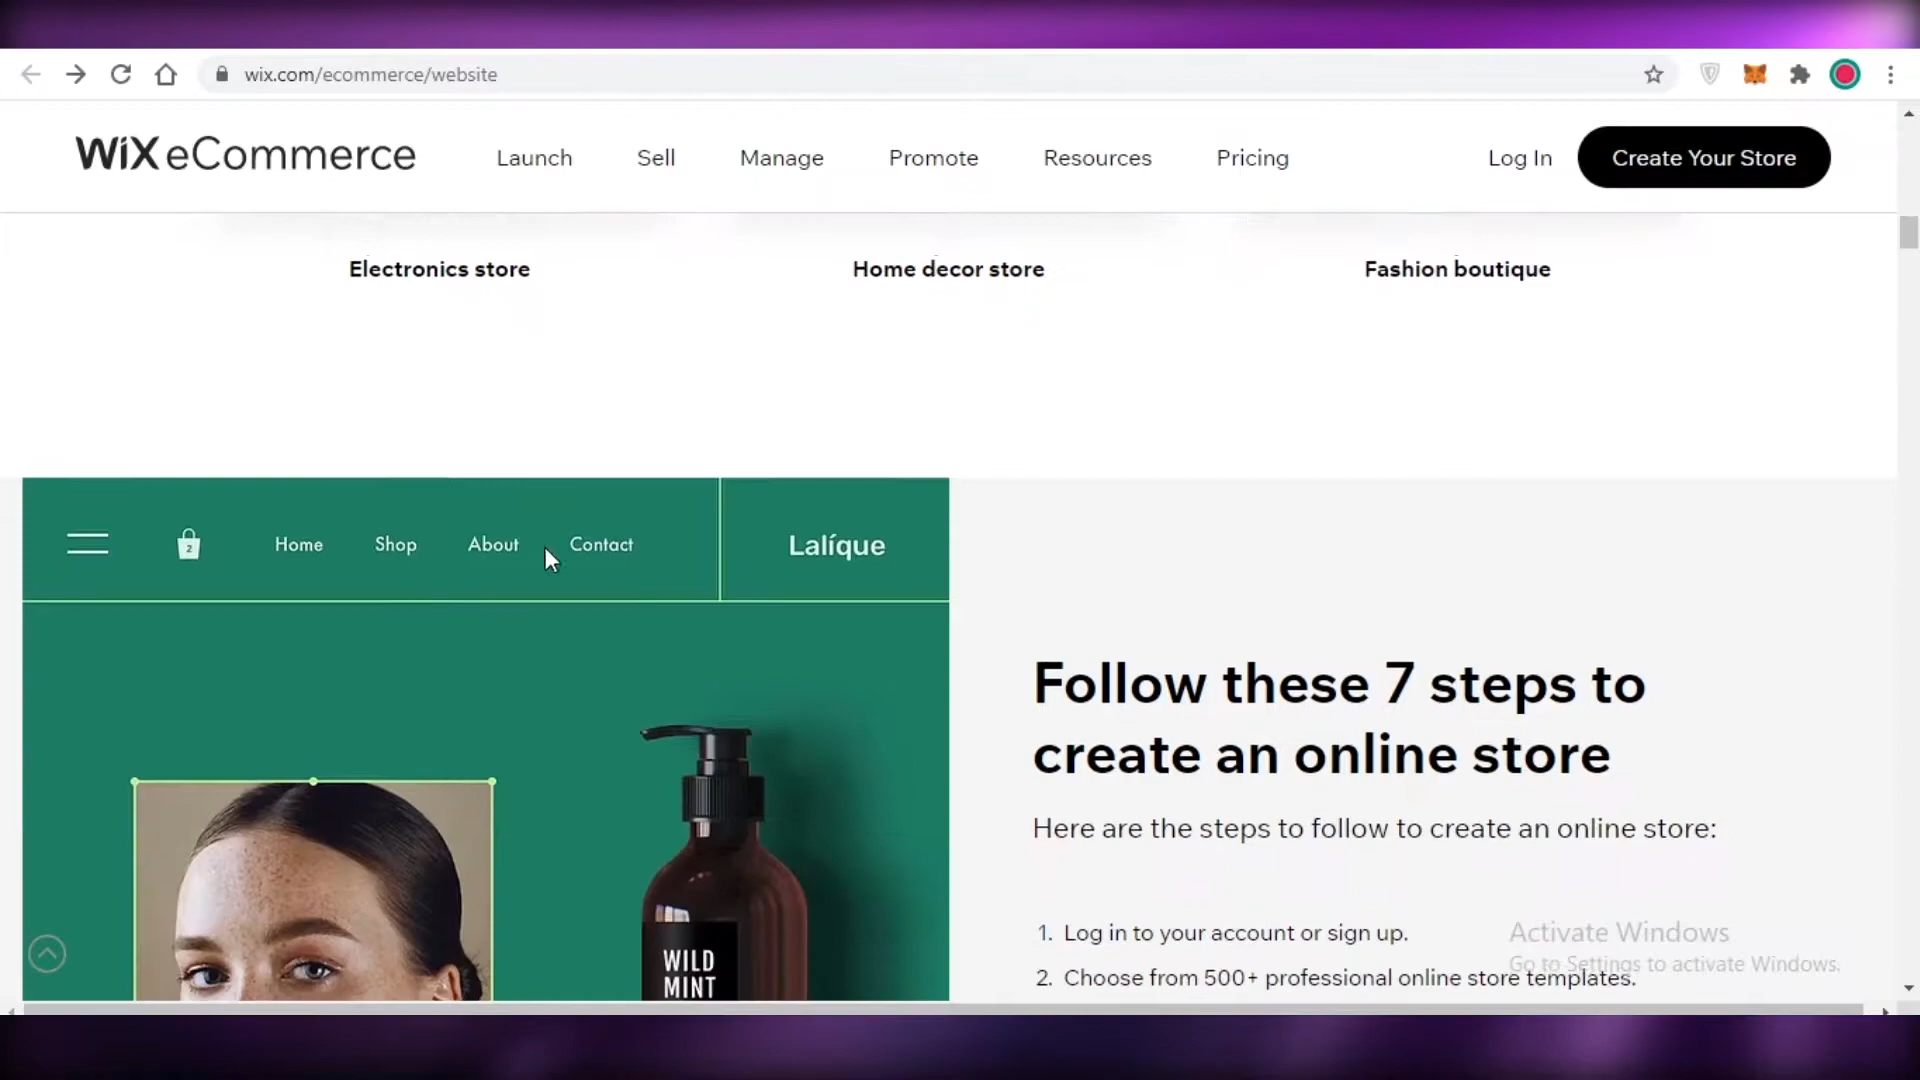 wix.com/ecommerce/website
WiX eCommerce Launch Sell Manage Promote Resources Pricing Log In Create Your Store
Electronics store Home decor store Fashion boutique
2 Home Shop About Contact Lalíque
Follow these 7 steps to
create an online store
Here are the steps to follow to create an online store:
1. Log in to your account or sign up.
2. Choose from 500+ professional online store templates.
WILD
MINT
Activate Windows
Go to Settings to activate Windows.